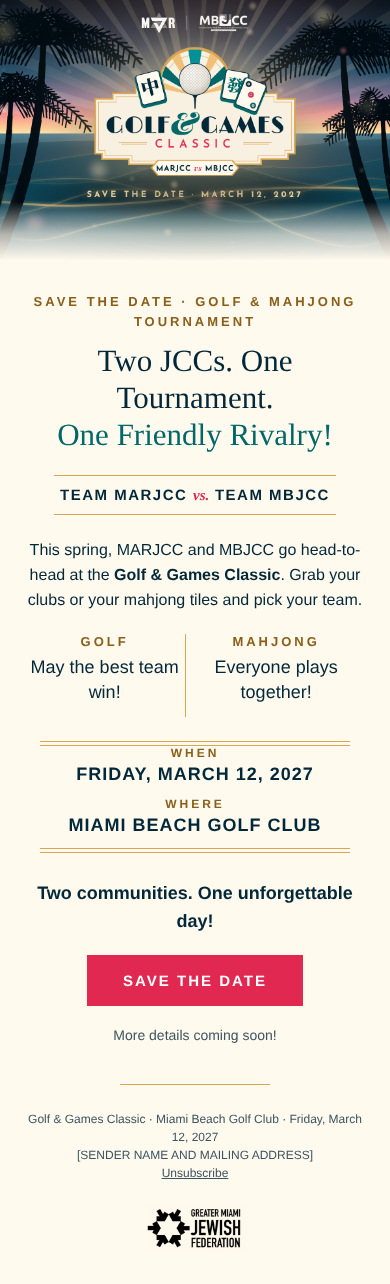 MBJCC
中
GOLF & GAMES
CLASSIC
MARJCC vs MBJCC
SAVE THE DATE · MARCH 12, 2027
SAVE THE DATE · GOLF & MAHJONG
TOURNAMENT
Two JCCs. One
Tournament.
One Friendly Rivalry!
TEAM MARJCC vs. TEAM MBJCC
This spring, MARJCC and MBJCC go head-to-
head at the Golf & Games Classic. Grab your
clubs or your mahjong tiles and pick your team.
GOLF
May the best team
win!
MAHJONG
Everyone plays
together!
WHEN
FRIDAY, MARCH 12, 2027
WHERE
MIAMI BEACH GOLF CLUB
Two communities. One unforgettable
day!
SAVE THE DATE
More details coming soon!
Golf & Games Classic · Miami Beach Golf Club · Friday, March
12, 2027
[SENDER NAME AND MAILING ADDRESS]
Unsubscribe
GREATER MIAMI
JEWISH
FEDERATION